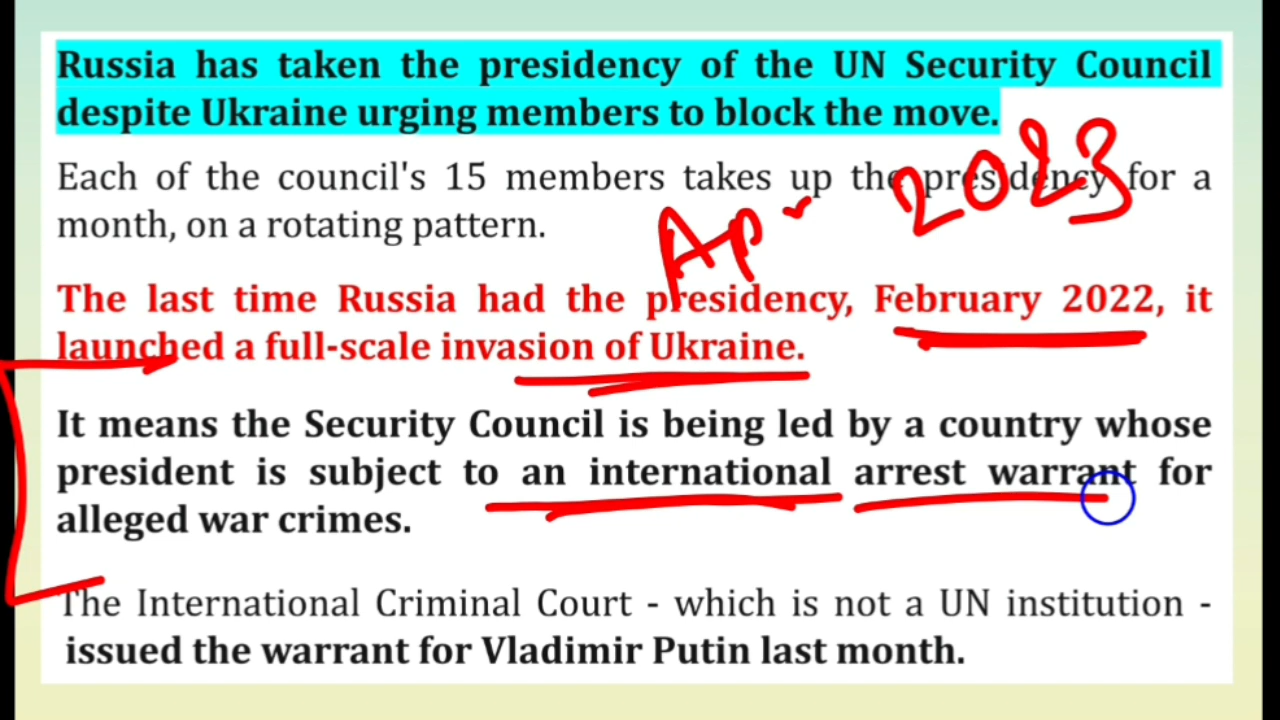 Russia has taken the presidency of the UN Security Council
despite Ukraine urging members to block the move.
Each of the council's 15 members takes up the presidency for a
month, on a rotating pattern.
Apr 2023
The last time Russia had the presidency, February 2022, it
launched a full-scale invasion of Ukraine.
It means the Security Council is being led by a country whose
president is subject to an international arrest warrant for
alleged war crimes.
The International Criminal Court - which is not a UN institution -
issued the warrant for Vladimir Putin last month.